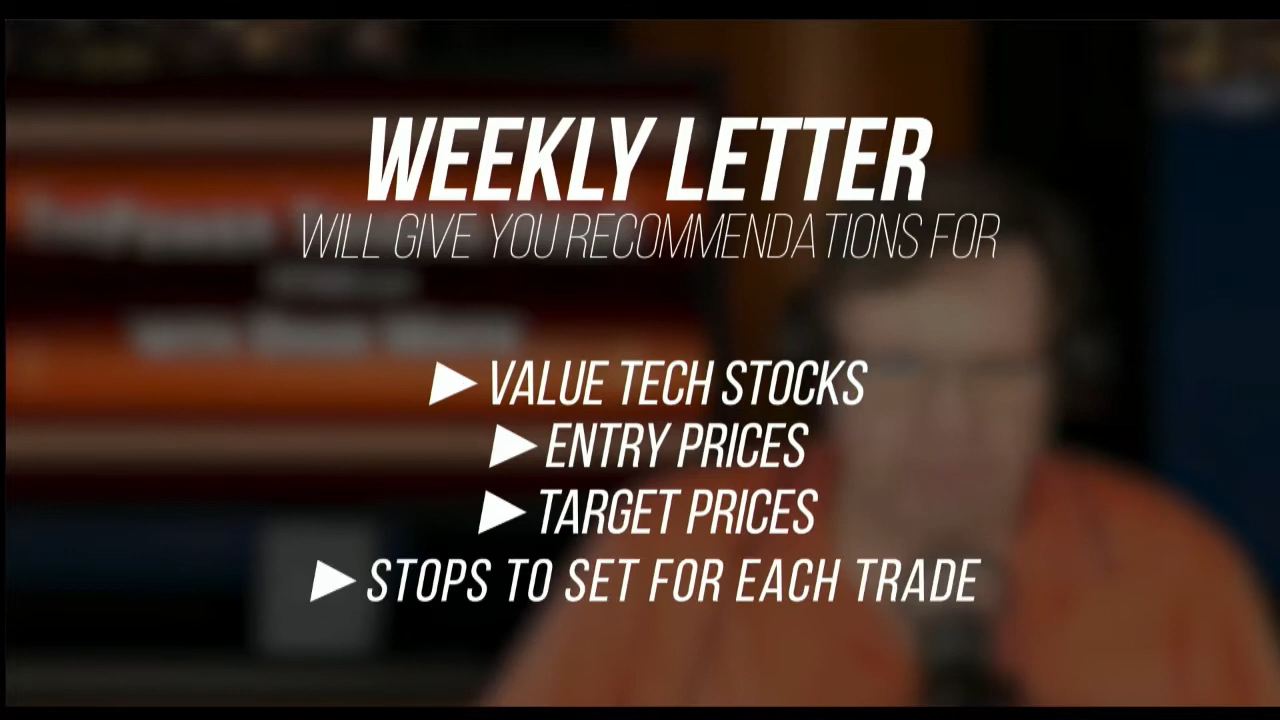 WEEKLY LETTER
WILL GIVE YOU RECOMMENDATIONS FOR
▶ VALUE TECH STOCKS
▶ ENTRY PRICES
▶ TARGET PRICES
▶ STOPS TO SET FOR EACH TRADE